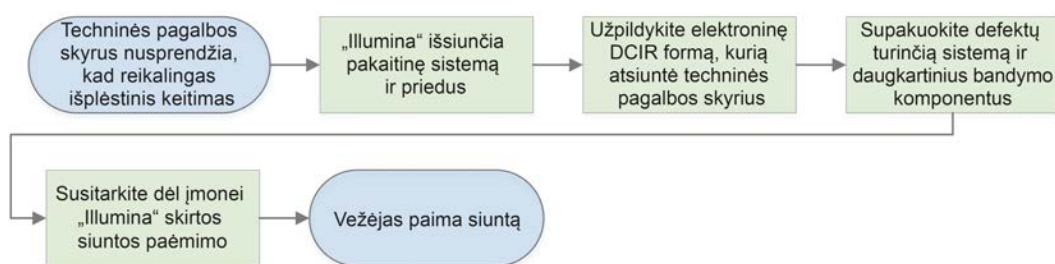 Techninės pagalbos
skyrus nusprendžia,
kad reikalingas
išplėstinis keitimas
„Illumina“ išsiunčia
pakaitinę sistemą
ir priedus
Užpildykite elektroninę
DCIR formą, kurią
atsiuntė techninės
pagalbos skyrius
Supakuokite defektų
turinčią sistemą ir
daugkartinius bandymo
komponentus
Susitarkite dėl įmonei
„Illumina“ skirtos
siuntos paėmimo
Vežėjas paima siuntą